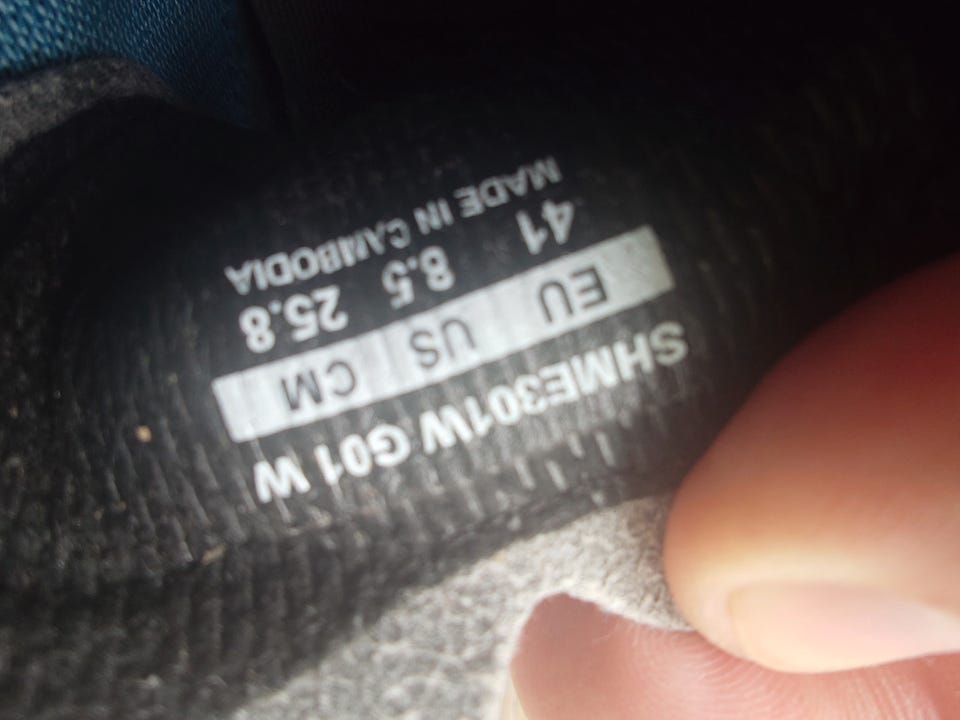 SHME301W G01 W
EU US CM
41 8.5 25.8
MADE IN CAMBODIA